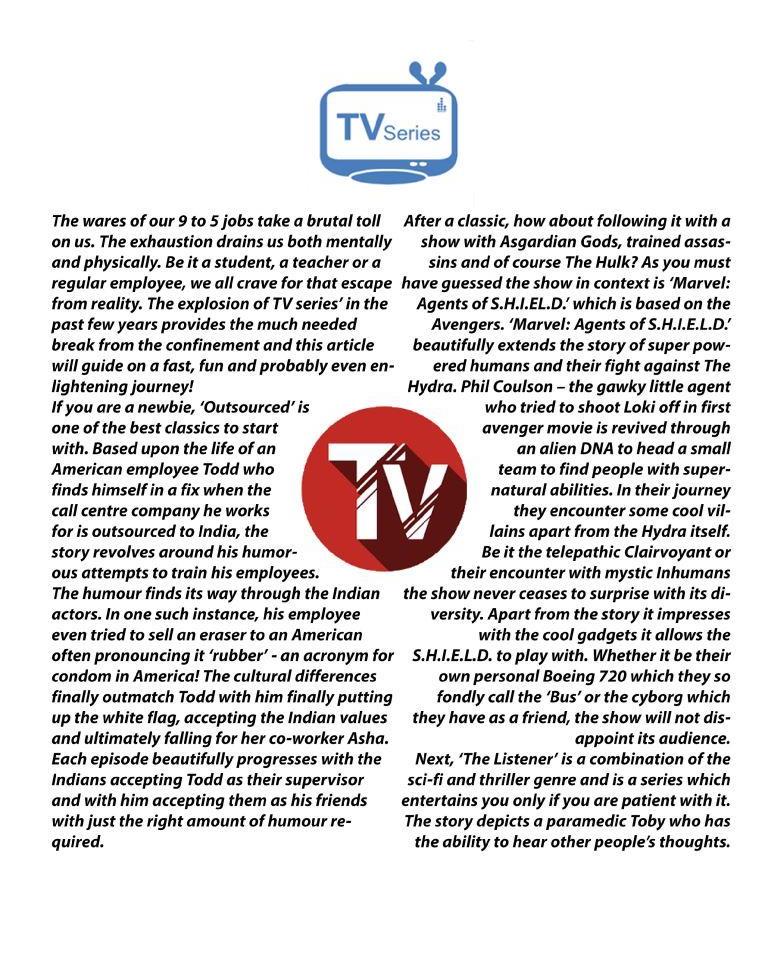 TV Series
The wares of our 9 to 5 jobs take a brutal toll
on us. The exhaustion drains us both mentally
and physically. Be it a student, a teacher or a
regular employee, we all crave for that escape
from reality. The explosion of TV series’ in the
past few years provides the much needed
break from the confinement and this article
will guide on a fast, fun and probably even en-
lightening journey!
If you are a newbie, ‘Outsourced’ is
one of the best classics to start
with. Based upon the life of an
American employee Todd who
finds himself in a fix when the
call centre company he works
for is outsourced to India, the
story revolves around his humor-
ous attempts to train his employees.
The humour finds its way through the Indian
actors. In one such instance, his employee
even tried to sell an eraser to an American
often pronouncing it ‘rubber’ - an acronym for
condom in America! The cultural differences
finally outmatch Todd with him finally putting
up the white flag, accepting the Indian values
and ultimately falling for her co-worker Asha.
Each episode beautifully progresses with the
Indians accepting Todd as their supervisor
and with him accepting them as his friends
with just the right amount of humour re-
quired.
TV
After a classic, how about following it with a
show with Asgardian Gods, trained assas-
sins and of course The Hulk? As you must
have guessed the show in context is ‘Marvel:
Agents of S.H.I.EL.D.’ which is based on the
Avengers. ‘Marvel: Agents of S.H.I.E.L.D.’
beautifully extends the story of super pow-
ered humans and their fight against The
Hydra. Phil Coulson – the gawky little agent
who tried to shoot Loki off in first
avenger movie is revived through
an alien DNA to head a small
team to find people with super-
natural abilities. In their journey
they encounter some cool vil-
lains apart from the Hydra itself.
Be it the telepathic Clairvoyant or
their encounter with mystic Inhumans
the show never ceases to surprise with its di-
versity. Apart from the story it impresses
with the cool gadgets it allows the
S.H.I.E.L.D. to play with. Whether it be their
own personal Boeing 720 which they so
fondly call the ‘Bus’ or the cyborg which
they have as a friend, the show will not dis-
appoint its audience.
Next, ‘The Listener’ is a combination of the
sci-fi and thriller genre and is a series which
entertains you only if you are patient with it.
The story depicts a paramedic Toby who has
the ability to hear other people’s thoughts.